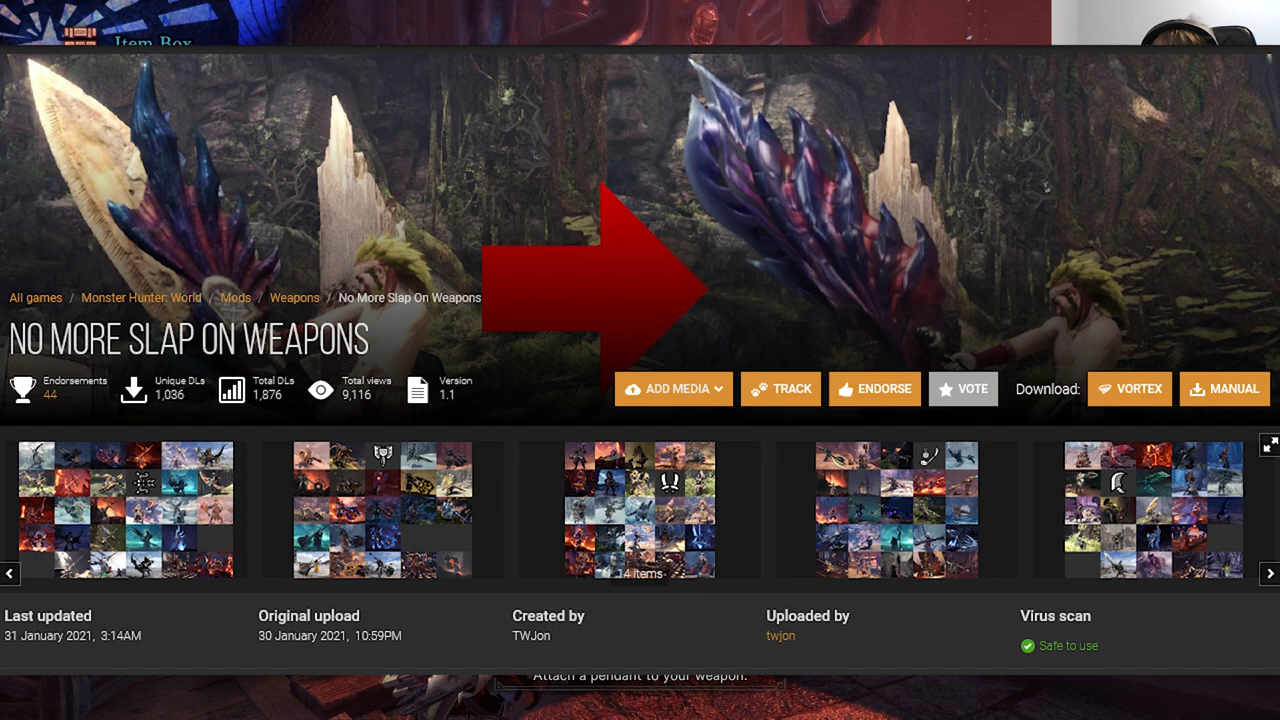 Item Box
All games / Monster Hunter: World / Mods / Weapons / No More Slap On Weapons
NO MORE SLAP ON WEAPONS
Endorsements
44
Unique DLs
1,036
Total DLs
1,876
Total views
9,116
Version
1.1
ADD MEDIA
TRACK
ENDORSE
VOTE
Download:
VORTEX
MANUAL
14 items
Last updated
31 January 2021, 3:14AM
Original upload
30 January 2021, 10:59PM
Created by
TWJon
Uploaded by
twjon
Virus scan
Safe to use
Attach a pendant to your weapon.